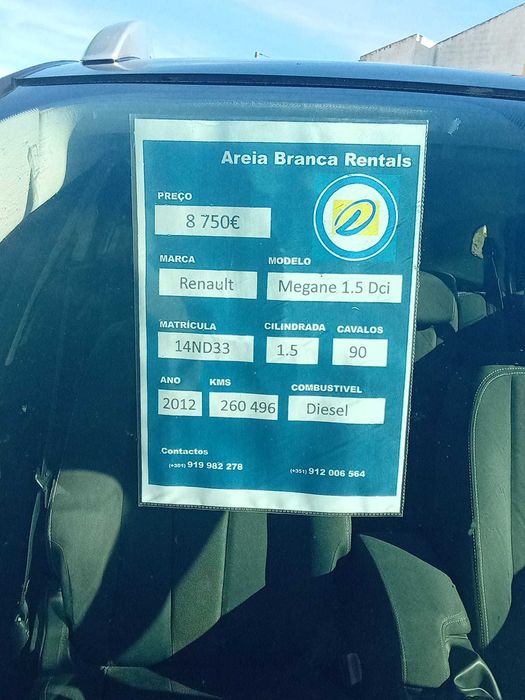 Areia Branca Rentals
PREÇO
8 750€
MARCA MODELO
Renault Megane 1.5 Dci
MATRÍCULA CILINDRADA CAVALOS
14ND33 1.5 90
ANO KMS COMBUSTIVEL
2012 260 496 Diesel
Contactos
(+351) 919 982 278 (+351) 912 006 564